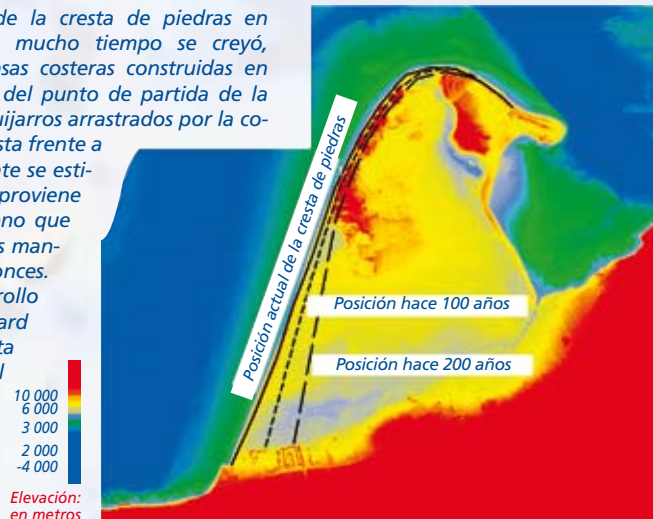 de la cresta de piedras en
mucho tiempo se creyó,
sas costeras construidas en
del punto de partida de la
uijarros arrastrados por la co-
sta frente a
te se esti-
proviene
no que
s man-
onces.
rollo
ard
ta
l
Posición actual de la cresta de piedras
Posición hace 100 años
Posición hace 200 años
10 000
6 000
3 000
2 000
-4 000
Elevación:
en metros